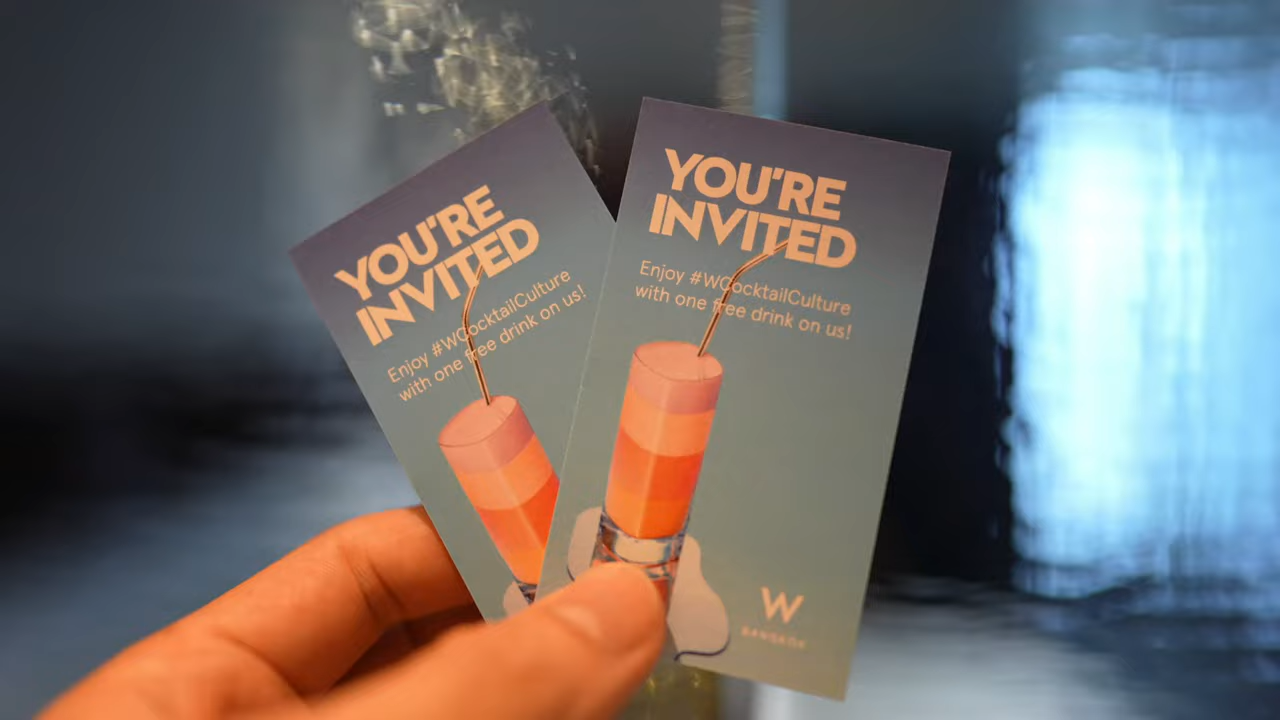 YOU'RE
INVITED
Enjoy #WCocktailCulture
with one free drink on us!
YOU'RE
INVITED
Enjoy #WCocktailCulture
with one free drink on us!
W
BANGKOK